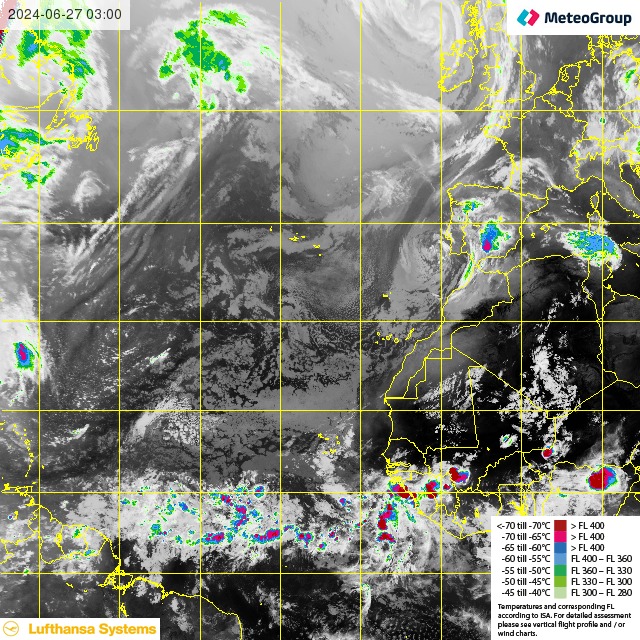 2024-06-27 03:00
MeteoGroup
<-70 till -70°C > FL 400
-70 till -65°C > FL 400
-65 till -60°C > FL 400
-60 till -55°C FL 400 – FL 360
-55 till -50°C FL 360 – FL 330
-50 till -45°C FL 330 – FL 300
-45 till -40°C FL 300 – FL 280
Temperatures and corresponding FL
according to ISA. For detailed assessment
please see vertical flight profile and / or
wind charts.
Lufthansa Systems